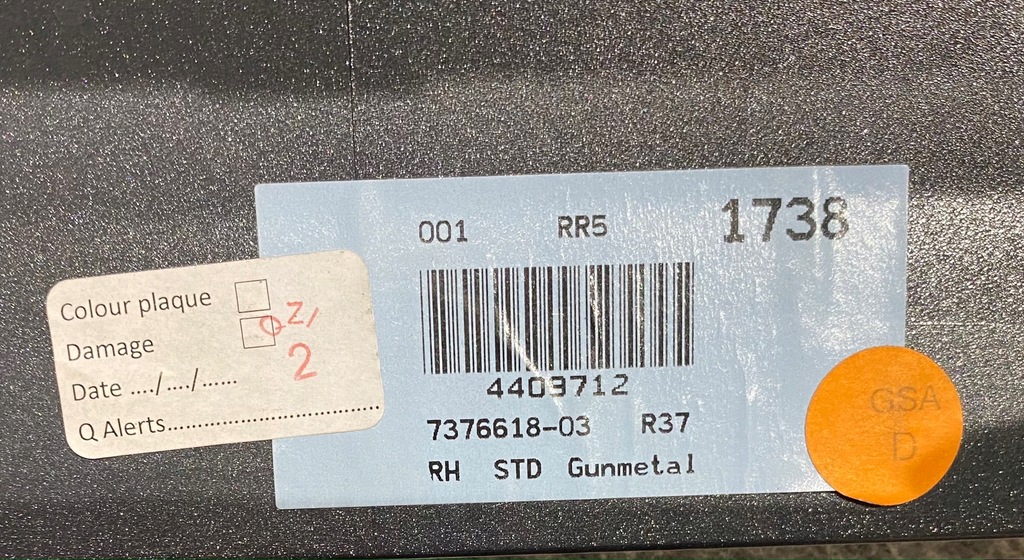 001 RR5 1738
4403712
7376618-03 R37
RH STD Gunmetal
Colour plaque
Damage
Date ..../..../......
Q Alerts........................................
2
GSA
D